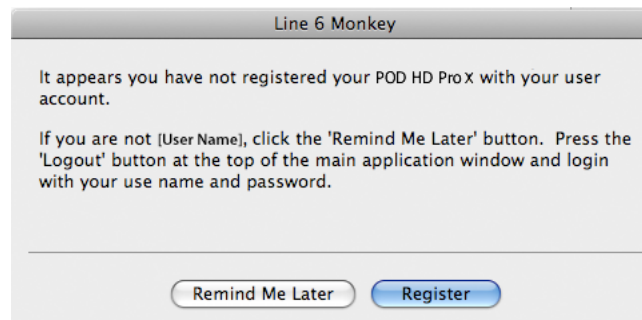 Line 6 Monkey
It appears you have not registered your POD HD Pro X with your user
account.
If you are not [User Name], click the 'Remind Me Later' button.  Press the
'Logout' button at the top of the main application window and login
with your use name and password.
Remind Me Later
Register